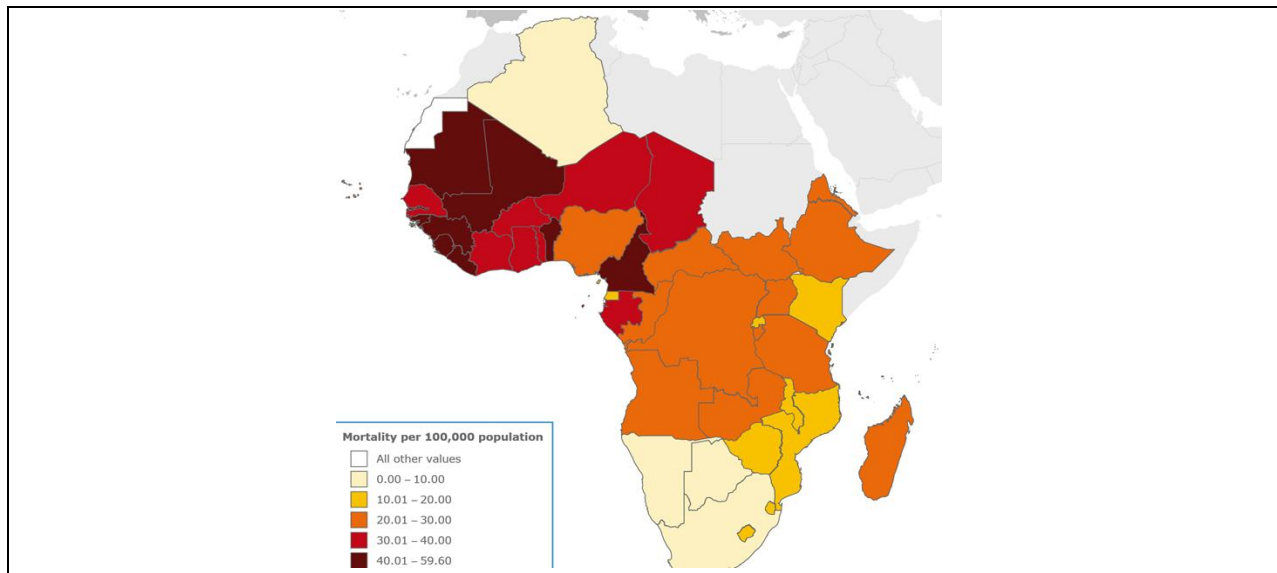 Mortality per 100,000 population
All other values
0.00 – 10.00
10.01 – 20.00
20.01 – 30.00
30.01 – 40.00
40.01 – 59.60